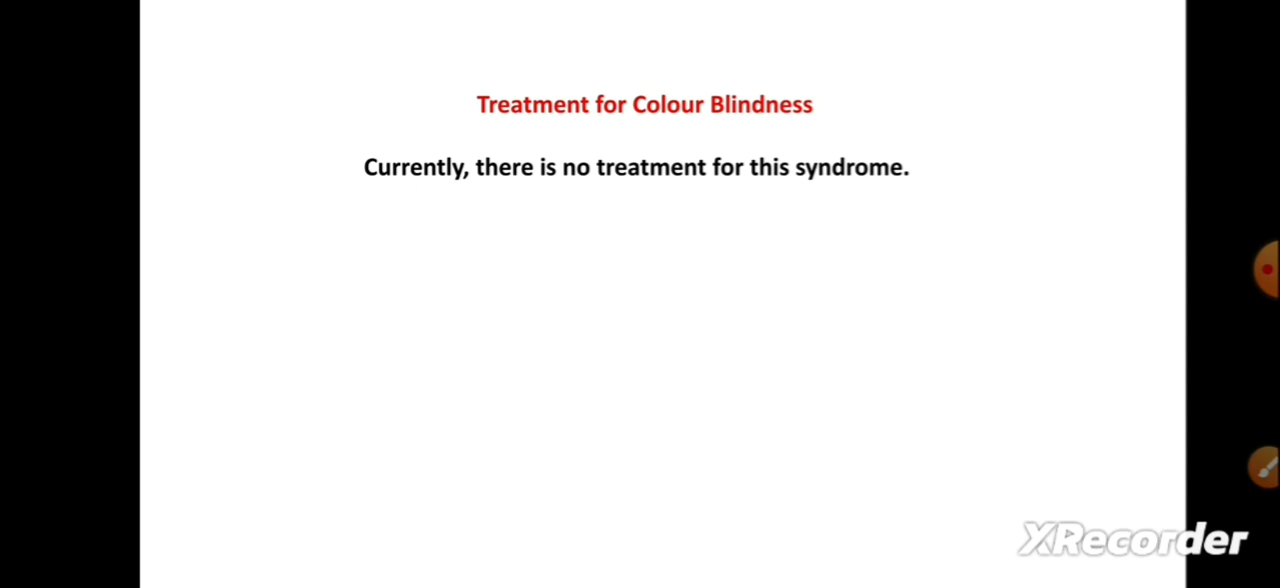 Treatment for Colour Blindness
Currently, there is no treatment for this syndrome.
XRecorder